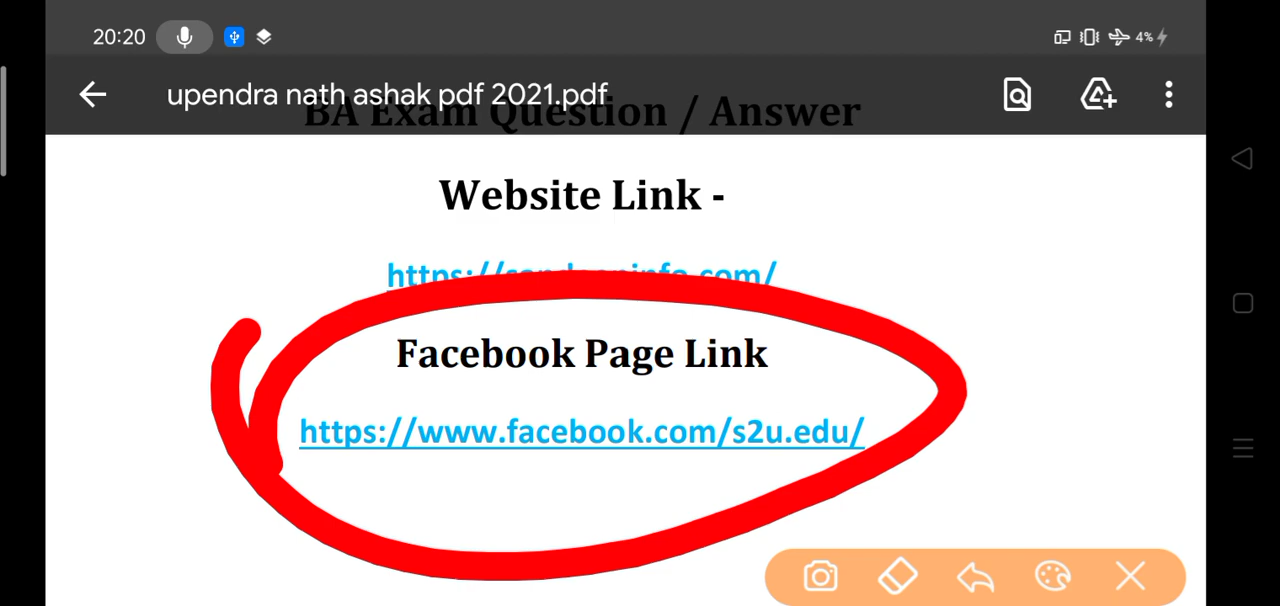 20:20
4%
upendra nath ashak pdf 2021.pdf
BA Exam Question / Answer
Website Link -
Facebook Page Link
https://www.facebook.com/s2u.edu/